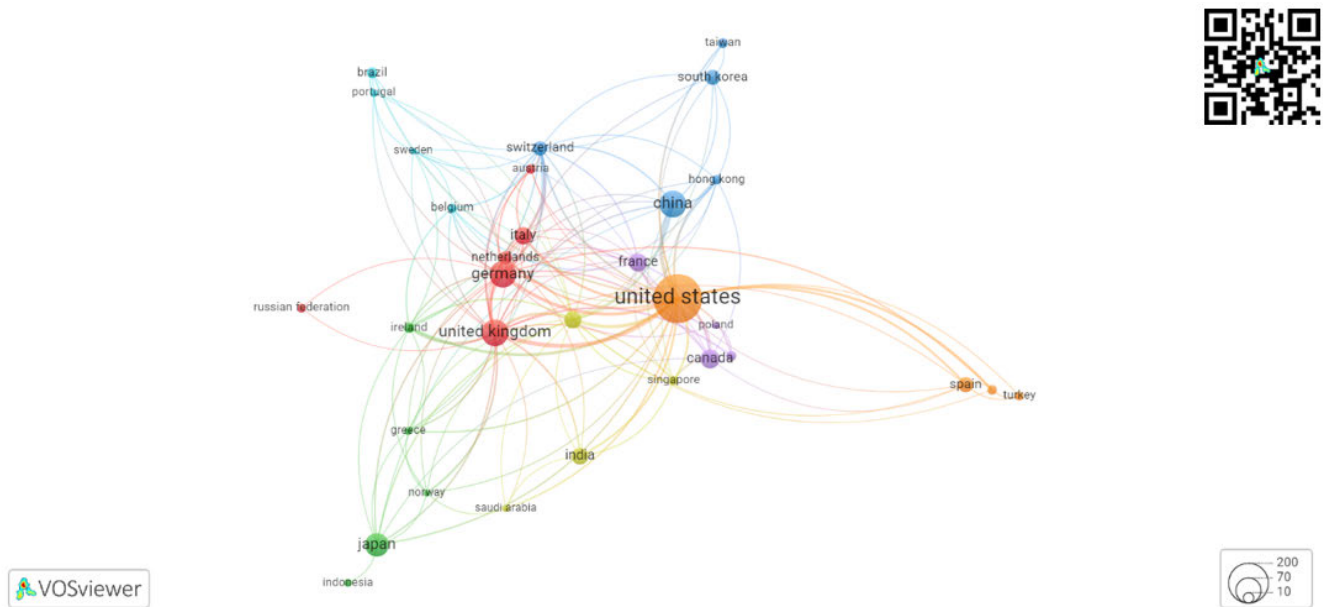 taiwan
brazil
south korea
portugal
switzerland
sweden
austria
hong kong
belgium
china
italy
netherlands
france
germany
united states
russian federation
ireland
united kingdom
poland
canada
singapore
spain
turkey
greece
india
norway
saudi arabia
japan
indonesia
VOSviewer
200
70
10